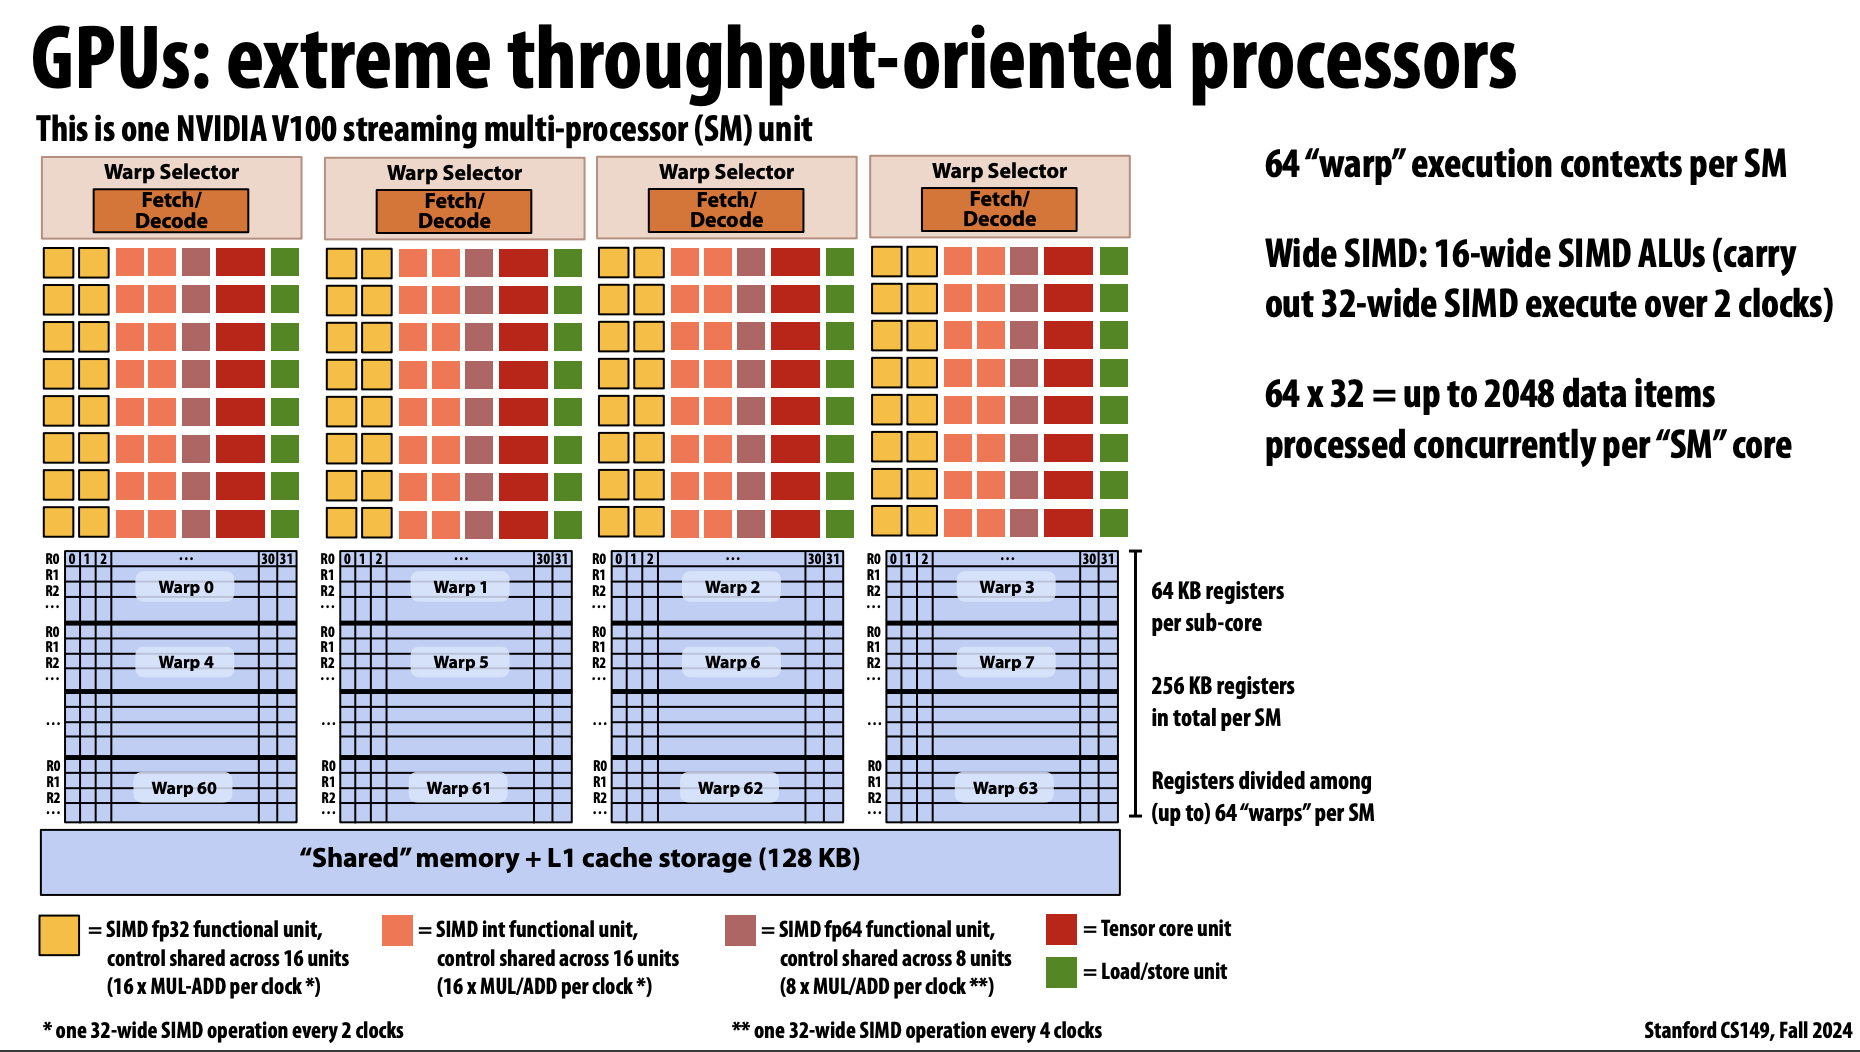 GPUs: extreme throughput-oriented processors
This is one NVIDIA V100 streaming multi-processor (SM) unit
Warp Selector
Fetch/
Decode
Warp Selector
Fetch/
Decode
Warp Selector
Fetch/
Decode
Warp Selector
Fetch/
Decode
64 “warp” execution contexts per SM
Wide SIMD: 16-wide SIMD ALUs (carry
out 32-wide SIMD execute over 2 clocks)
64 x 32 = up to 2048 data items
processed concurrently per “SM” core
R0 0 1 2 ... 30 31
R1
R2
...
Warp 0
R0
R1
R2
...
Warp 4
...
R0
R1
R2
...
Warp 60
R0 0 1 2 ... 30 31
R1
R2
...
Warp 1
R0
R1
R2
...
Warp 5
...
R0
R1
R2
...
Warp 61
R0 0 1 2 ... 30 31
R1
R2
...
Warp 2
R0
R1
R2
...
Warp 6
...
R0
R1
R2
...
Warp 62
R0 0 1 2 ... 30 31
R1
R2
...
Warp 3
R0
R1
R2
...
Warp 7
...
R0
R1
R2
...
Warp 63
64 KB registers
per sub-core
256 KB registers
in total per SM
Registers divided among
(up to) 64 “warps” per SM
“Shared” memory + L1 cache storage (128 KB)
= SIMD fp32 functional unit,
control shared across 16 units
(16 x MUL-ADD per clock *)
= SIMD int functional unit,
control shared across 16 units
(16 x MUL/ADD per clock *)
= SIMD fp64 functional unit,
control shared across 8 units
(8 x MUL/ADD per clock **)
= Tensor core unit
= Load/store unit
* one 32-wide SIMD operation every 2 clocks
** one 32-wide SIMD operation every 4 clocks
Stanford CS149, Fall 2024